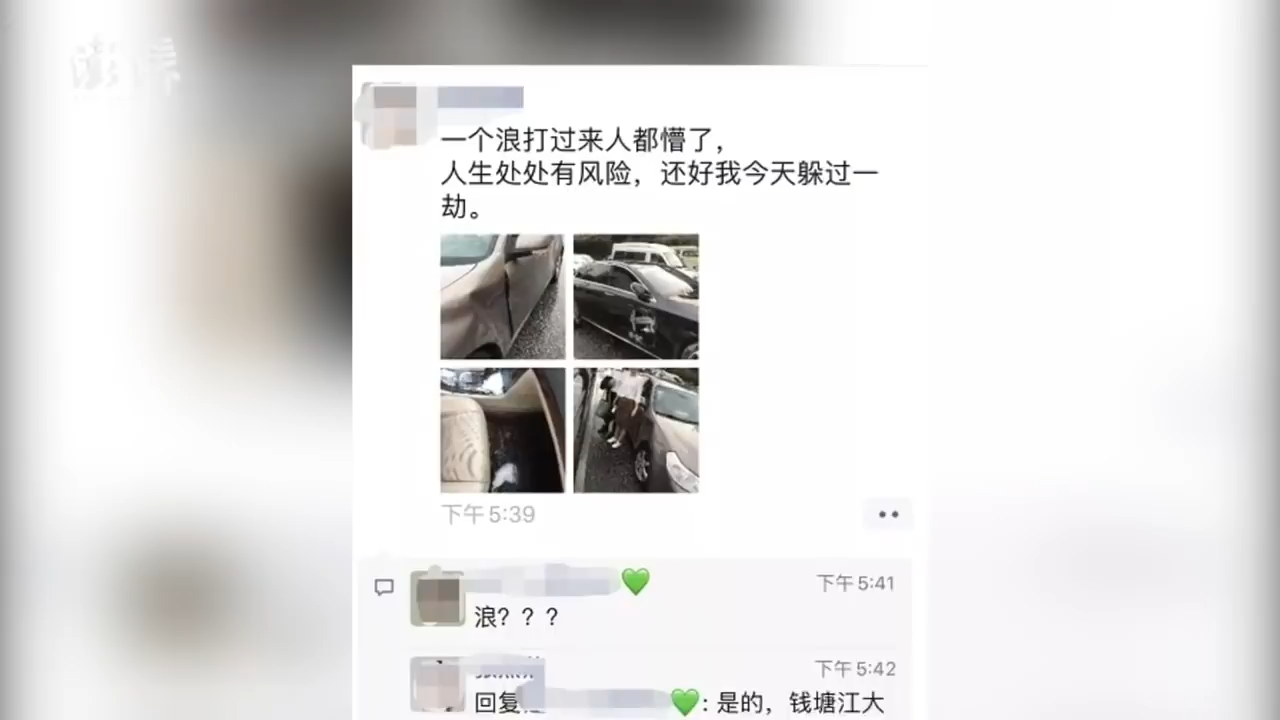 澎湃
一个浪打过来人都懵了，
人生处处有风险，还好我今天躲过一
劫。
下午5:39
下午5:41
浪？？？
下午5:42
回复
：是的，钱塘江大